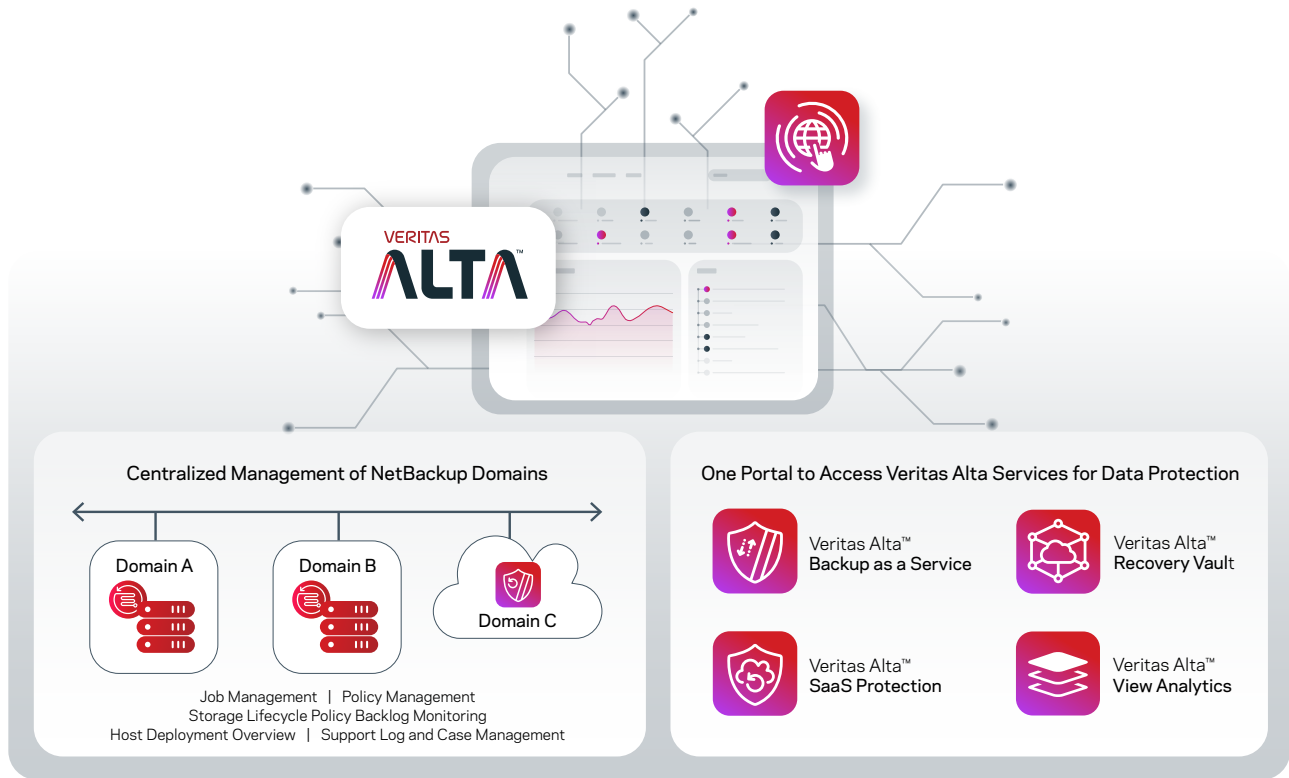 VERITAS
ALTA™
Centralized Management of NetBackup Domains
Domain A
Domain B
Domain C
Job Management | Policy Management
Storage Lifecycle Policy Backlog Monitoring
Host Deployment Overview | Support Log and Case Management
One Portal to Access Veritas Alta Services for Data Protection
Veritas Alta™
Backup as a Service
Veritas Alta™
Recovery Vault
Veritas Alta™
SaaS Protection
Veritas Alta™
View Analytics